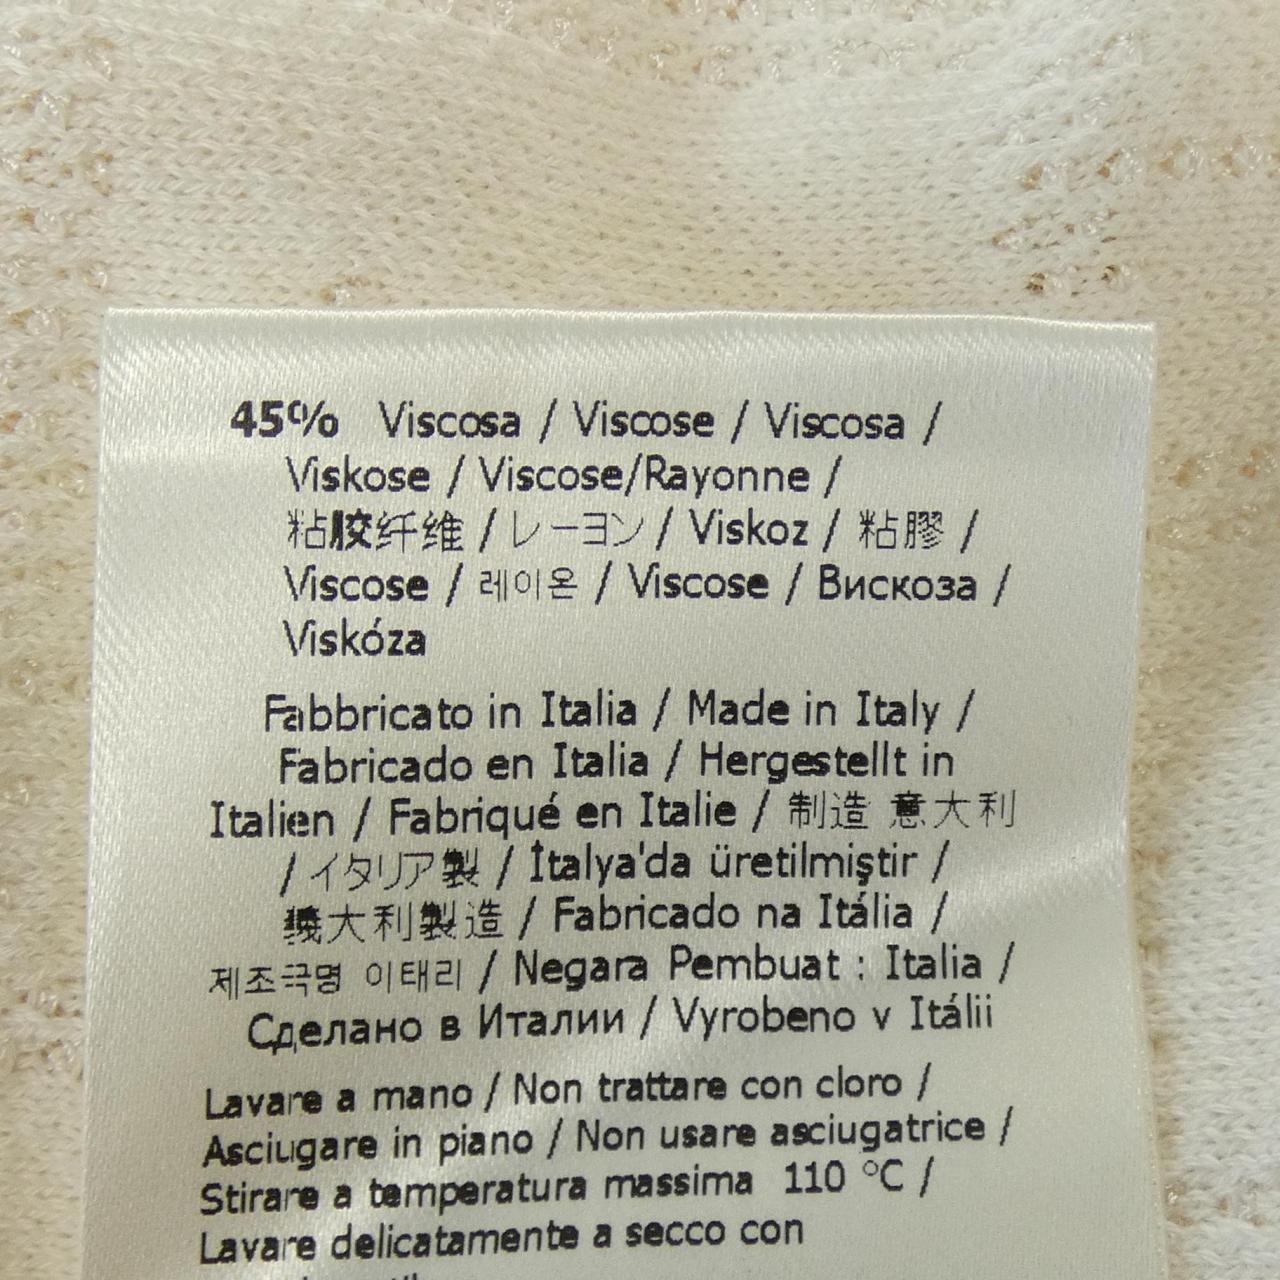 45% Viscosa / Viscose / Viscosa /
Viskose / Viscose/Rayonne /
粘胶纤维 / レーヨン / Viskoz / 粘膠 /
Viscose / 레이온 / Viscose / Вискоза /
Viskóza
Fabbricato in Italia / Made in Italy /
Fabricado en Italia / Hergestellt in
Italien / Fabriqué en Italie / 制造 意大利
/ イタリア製 / İtalya'da üretilmiştir /
義大利製造 / Fabricado na Itália /
제조국명 이태리 / Negara Pembuat : Italia /
Сделано в Италии / Vyrobeno v Itálii
Lavare a mano / Non trattare con cloro /
Asciugare in piano / Non usare asciugatrice /
Stirare a temperatura massima 110 °C /
Lavare delicatamente a secco con